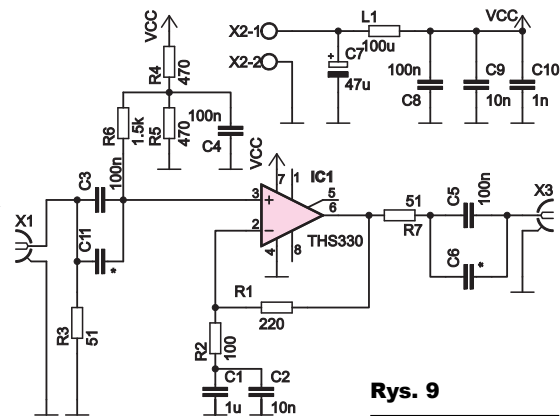 VCC
R4
470
X2-1
X2-2
L1
100u
C7
+
47u
100n
C8
C9
10n
C10
1n
VCC
R6
1.5k
R5
470
100n
C4
C3
100n
C11
*
X1
R3
51
VCC
IC1
7
1
3
+
2
−
5
6
4
8
THS330
R1
220
R2
100
C1
1u
C2
10n
51
R7
C5
100n
C6
*
X3
Rys. 9